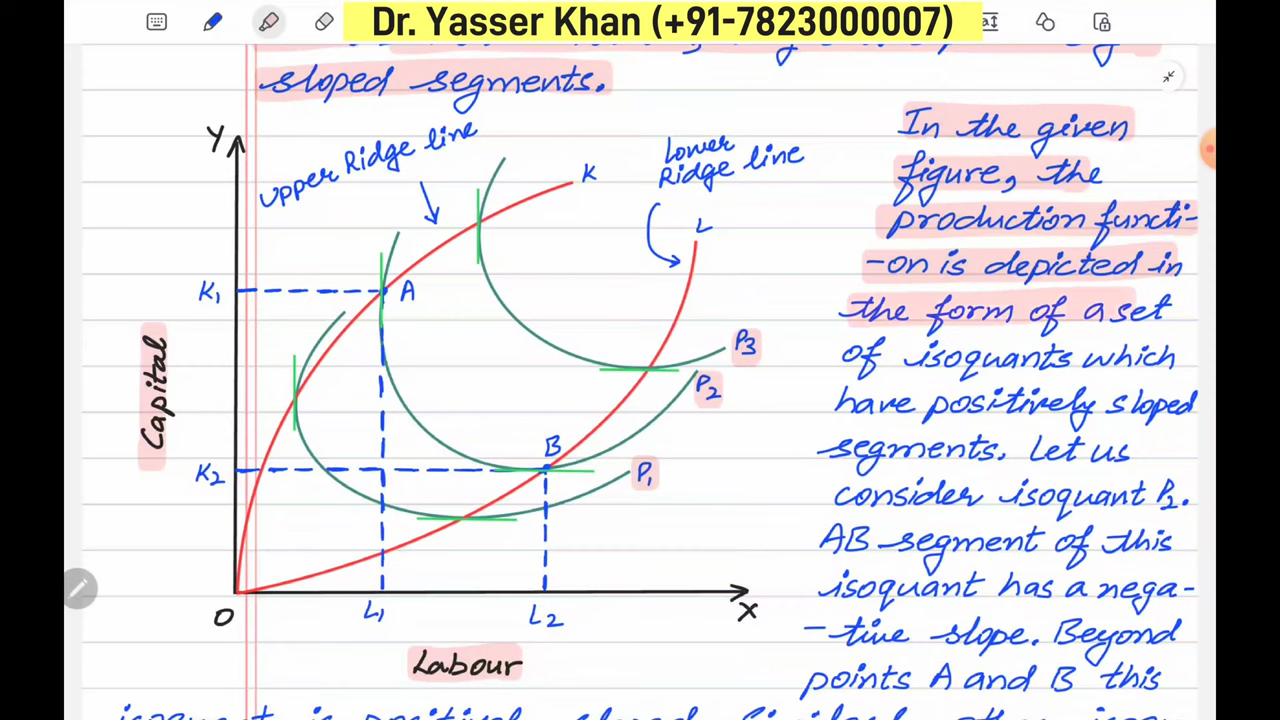 Dr. Yasser Khan (+91-7823000007)
sloped segments.
In the given
figure, the
production functi-
-on is depicted in
the form of a set
of isoquants which
have positively sloped
segments. Let us
consider isoquant P2.
AB segment of this
isoquant has a nega-
-tive slope. Beyond
points A and B this
Y
Upper Ridge line
K
Lower
Ridge line
L
K1
A
P3
P2
Capital
B
K2
P1
O
L1
L2
X
Labour